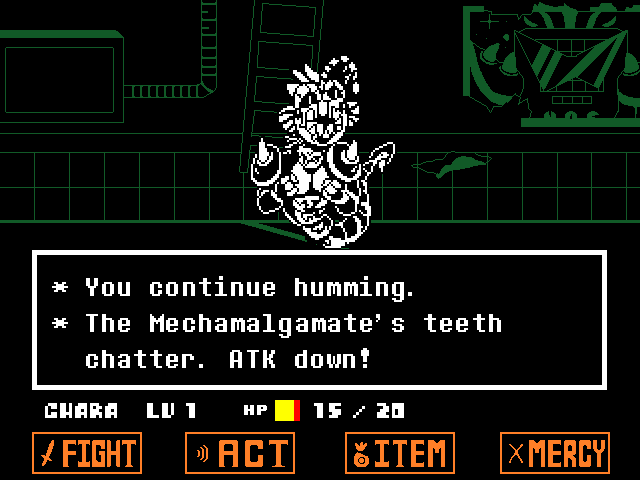 * You continue humming.
* The Mechamalgamate's teeth
chatter. ATK down!
CHARA LV 1 HP 15 / 20
FIGHT ACT ITEM MERCY